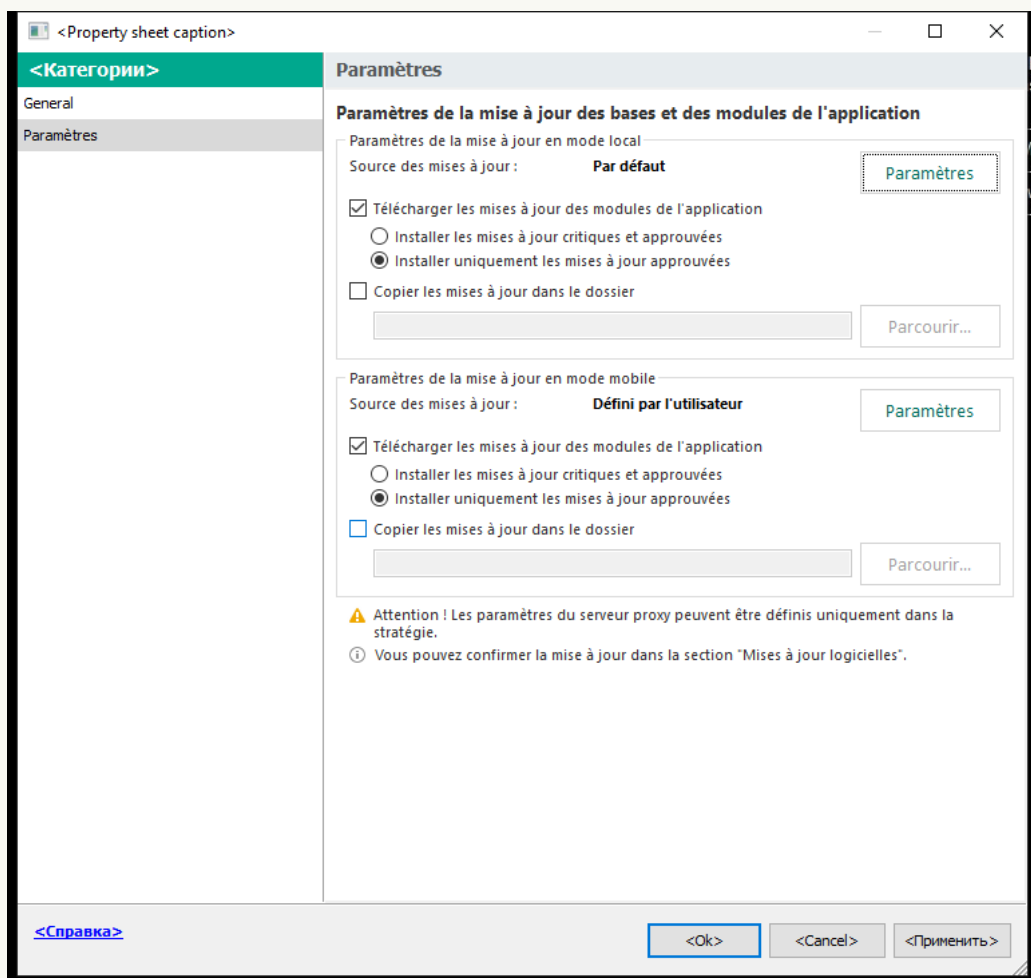 <Property sheet caption>
<Категории>
General
Paramètres
Paramètres
Paramètres de la mise à jour des bases et des modules de l'application
Paramètres de la mise à jour en mode local
Source des mises à jour : Par défaut
Paramètres
Télécharger les mises à jour des modules de l'application
Installer les mises à jour critiques et approuvées
Installer uniquement les mises à jour approuvées
Copier les mises à jour dans le dossier
Parcourir...
Paramètres de la mise à jour en mode mobile
Source des mises à jour : Défini par l'utilisateur
Paramètres
Télécharger les mises à jour des modules de l'application
Installer les mises à jour critiques et approuvées
Installer uniquement les mises à jour approuvées
Copier les mises à jour dans le dossier
Parcourir...
Attention ! Les paramètres du serveur proxy peuvent être définis uniquement dans la
stratégie.
Vous pouvez confirmer la mise à jour dans la section "Mises à jour logicielles".
<Справка>
<Ok> <Cancel> <Применить>